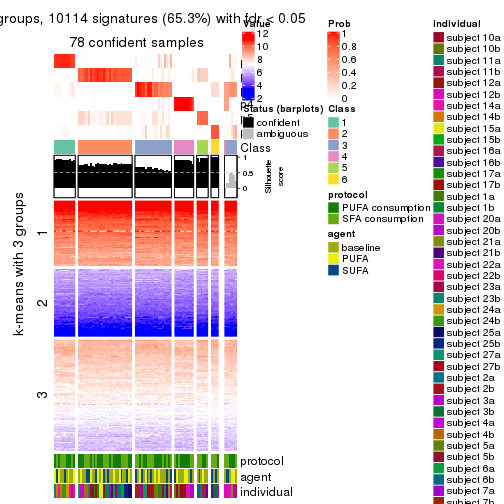 groups, 10114 signatures (65.3%) with fdr < 0.05
78 confident samples
Value
12
10
8
6
4
2
Prob
1
0.8
0.6
0.4
0.2
0
Status (barplots)
confident
ambiguous
Class
1
2
3
4
5
6
Class
1
0.5
0
Silhouette
score
protocol
PUFA consumption
SFA consumption
agent
baseline
PUFA
SUFA
k-means with 3 groups
1
2
3
protocol
agent
individual
individual
subject 10a
subject 10b
subject 11a
subject 11b
subject 12a
subject 12b
subject 14a
subject 14b
subject 15a
subject 15b
subject 16a
subject 16b
subject 17a
subject 17b
subject 1a
subject 1b
subject 20a
subject 20b
subject 21a
subject 21b
subject 22a
subject 22b
subject 23a
subject 23b
subject 24a
subject 24b
subject 25a
subject 25b
subject 27a
subject 27b
subject 2a
subject 2b
subject 3a
subject 3b
subject 4a
subject 4b
subject 5a
subject 5b
subject 6a
subject 6b
subject 7a
subject 7b